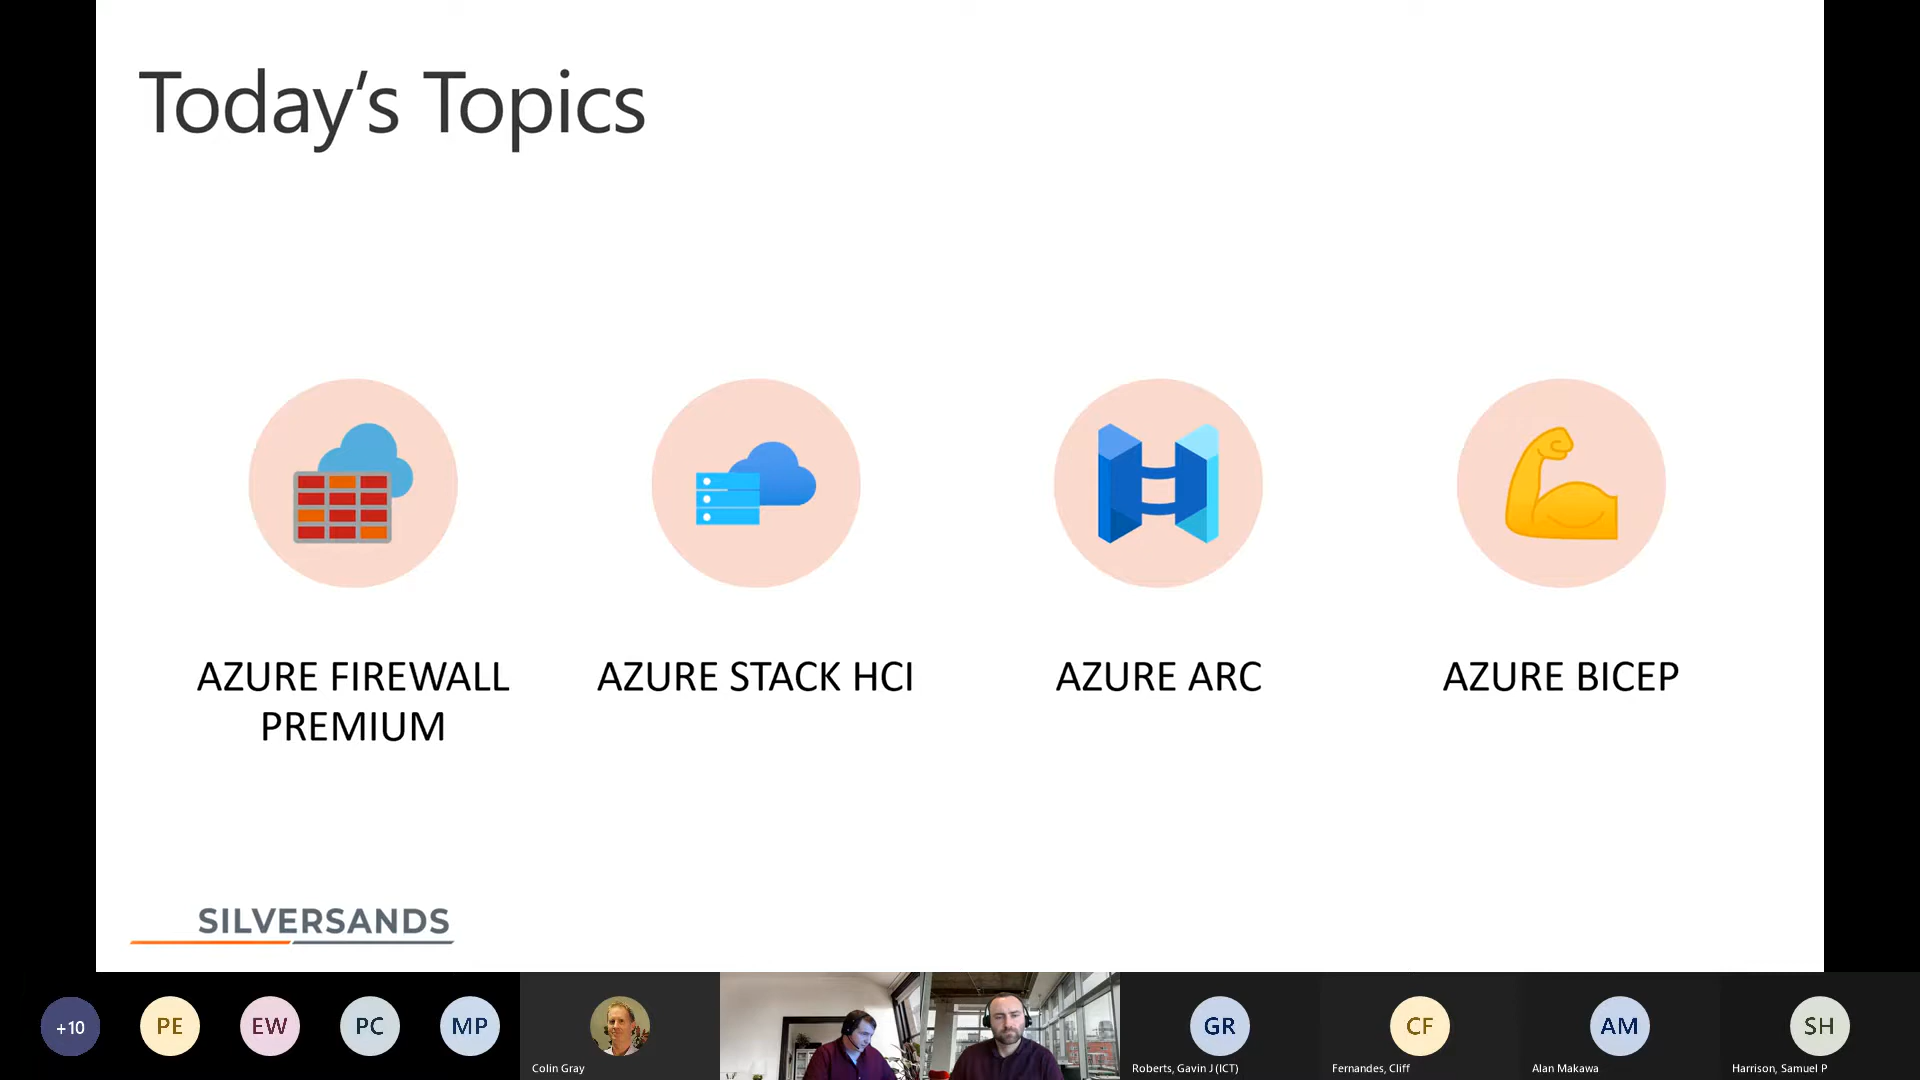 Today's Topics
AZURE FIREWALL
PREMIUM
AZURE STACK HCI
AZURE ARC
AZURE BICEP
SILVERSANDS
+10
PE
EW
PC
MP
Colin Gray
GR
Roberts, Gavin J (ICT)
CF
Fernandes, Cliff
AM
Alan Makawa
SH
Harrison, Samuel P